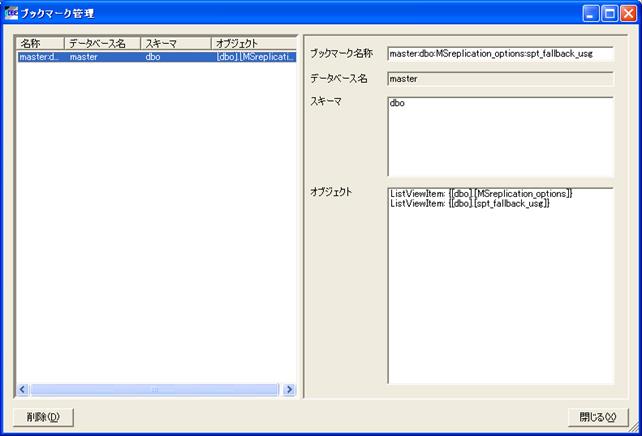 ブックマーク管理
名称 データベース名 スキーマ オブジェクト
master:d... master dbo [dbo].[MSreplicati...
ブックマーク名称 master:dbo:MSreplication_options:spt_fallback_usg
データベース名 master
スキーマ dbo
オブジェクト ListViewItem: {[dbo].[MSreplication_options]}
ListViewItem: {[dbo].[spt_fallback_usg]}
削除(D) 閉じる(X)